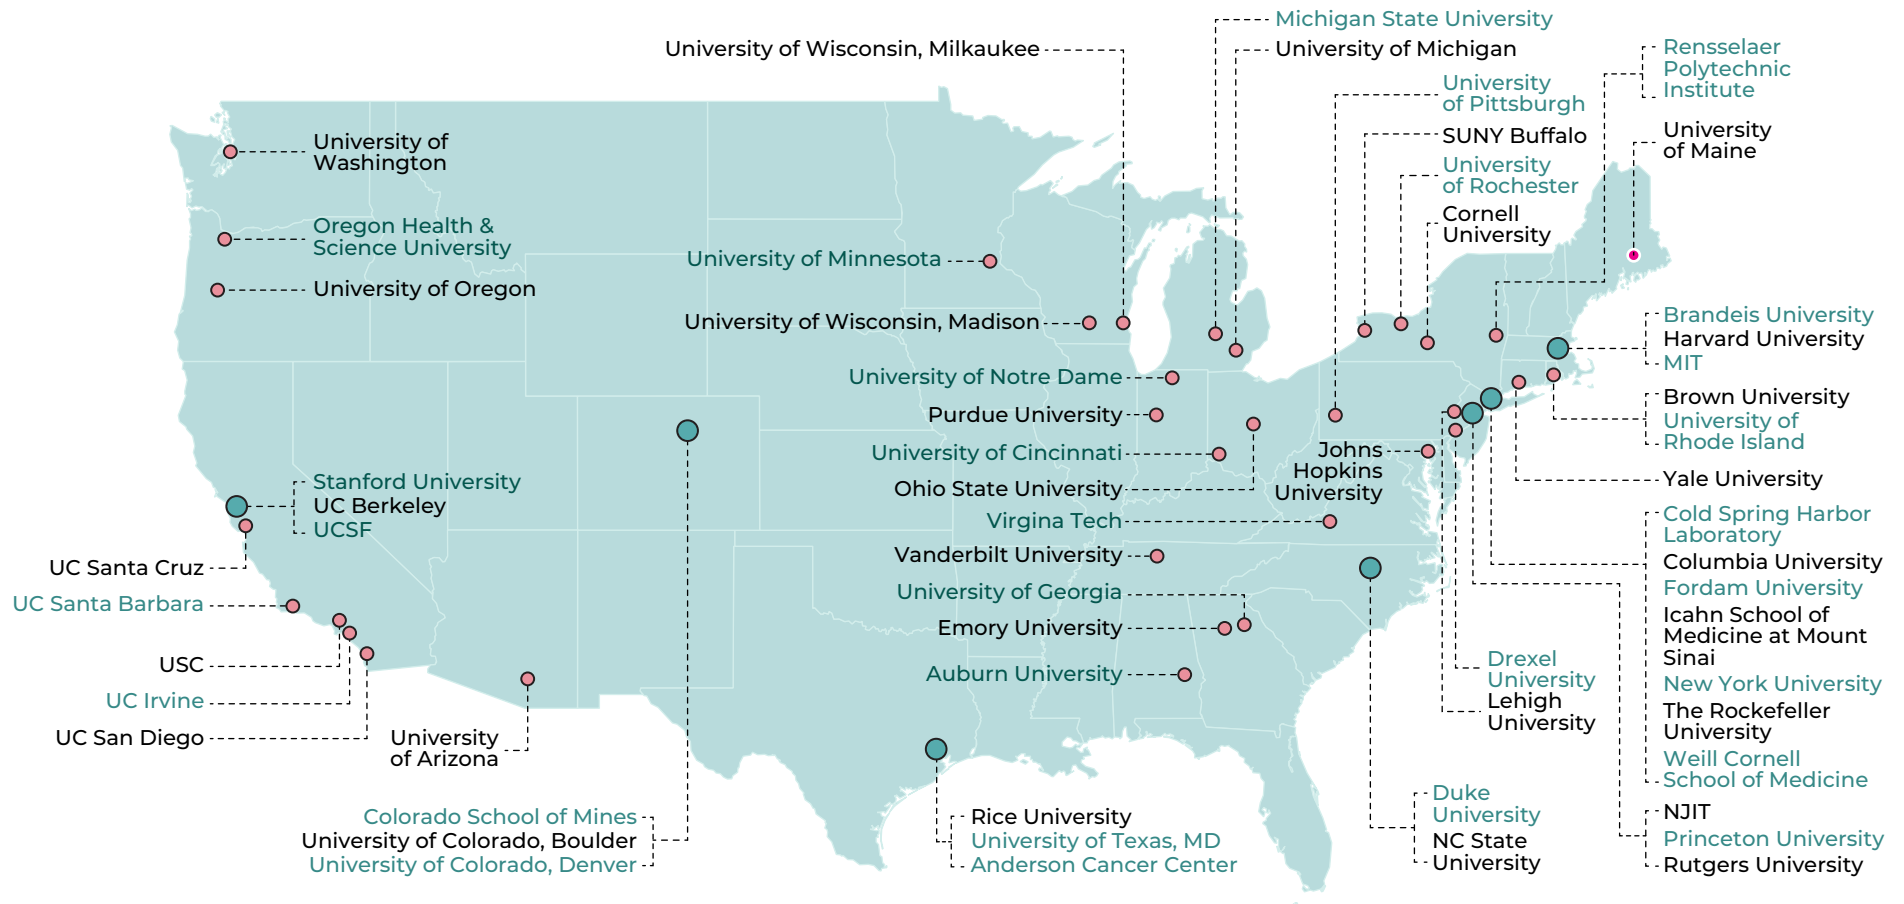 Michigan State University
University of Wisconsin, Milkaukee
University of Michigan
Rensselaer
Polytechnic
Institute
University
of Pittsburgh
SUNY Buffalo
University
of Maine
University
of Rochester
Cornell
University
University of
Washington
Oregon Health &
Science University
University of Oregon
University of Minnesota
University of Wisconsin, Madison
University of Notre Dame
Purdue University
University of Cincinnati
Ohio State University
Johns
Hopkins
University
Virgina Tech
Vanderbilt University
University of Georgia
Emory University
Auburn University
Brandeis University
Harvard University
MIT
Brown University
University of
Rhode Island
Yale University
Cold Spring Harbor
Laboratory
Columbia University
Fordam University
Icahn School of
Medicine at Mount
Sinai
New York University
The Rockefeller
University
Weill Cornell
School of Medicine
NJIT
Princeton University
Rutgers University
Drexel
University
Lehigh
University
Duke
University
NC State
University
Stanford University
UC Berkeley
UCSF
UC Santa Cruz
UC Santa Barbara
USC
UC Irvine
UC San Diego
University
of Arizona
Colorado School of Mines
University of Colorado, Boulder
University of Colorado, Denver
Rice University
University of Texas, MD
Anderson Cancer Center